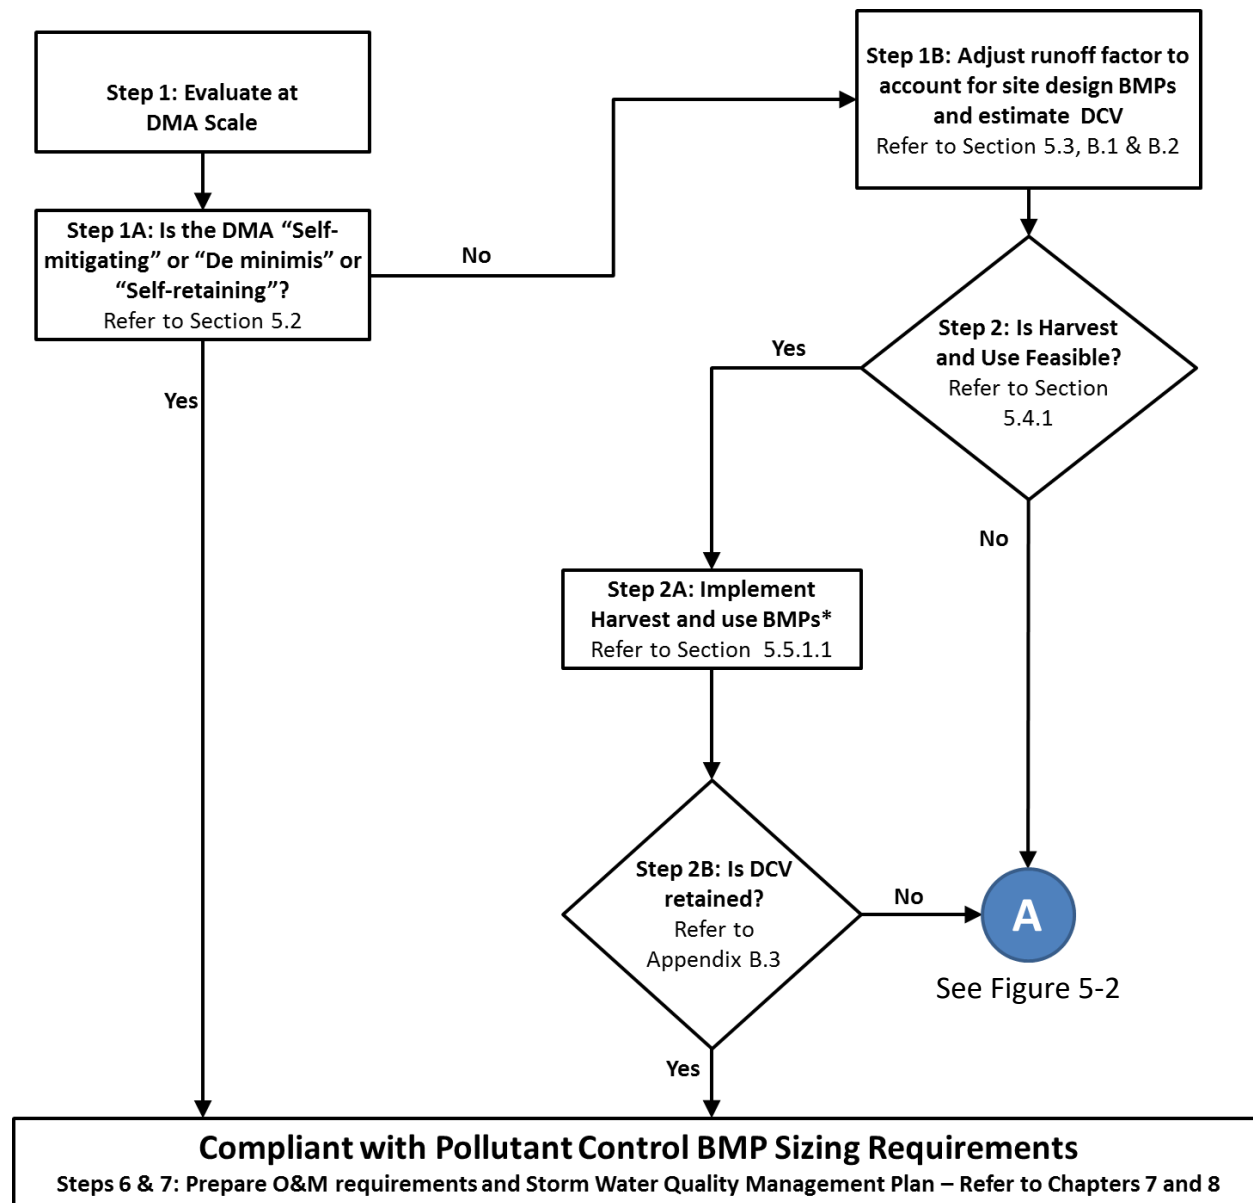 Step 1: Evaluate at
DMA Scale
Step 1A: Is the DMA “Self-
mitigating” or “De minimis” or
“Self-retaining”?
Refer to Section 5.2
No
Yes
Step 1B: Adjust runoff factor to
account for site design BMPs
and estimate DCV
Refer to Section 5.3, B.1 & B.2
Step 2: Is Harvest
and Use Feasible?
Refer to Section
5.4.1
Yes
No
Step 2A: Implement
Harvest and use BMPs*
Refer to Section 5.5.1.1
Step 2B: Is DCV
retained?
Refer to
Appendix B.3
No
A
See Figure 5-2
Yes
Compliant with Pollutant Control BMP Sizing Requirements
Steps 6 & 7: Prepare O&M requirements and Storm Water Quality Management Plan – Refer to Chapters 7 and 8